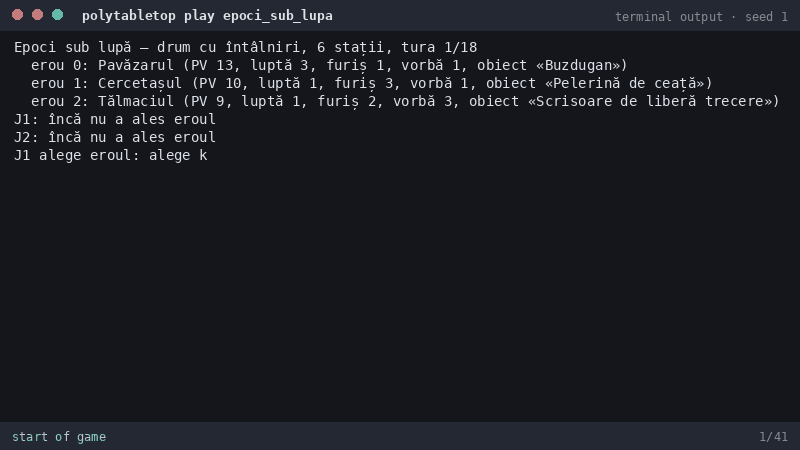 polytabletop play epoci_sub_lupa
terminal output · seed 1
Epoci sub lupă — drum cu întâlniri, 6 stații, tura 1/18
erou 0: Pavăzarul (PV 13, luptă 3, furiș 1, vorbă 1, obiect «Buzdugan»)
erou 1: Cercetașul (PV 10, luptă 1, furiș 3, vorbă 1, obiect «Pelerină de ceață»)
erou 2: Tălmaciul (PV 9, luptă 1, furiș 2, vorbă 3, obiect «Scrisoare de liberă trecere»)
J1: încă nu a ales eroul
J2: încă nu a ales eroul
J1 alege eroul: alege k
start of game
1/41